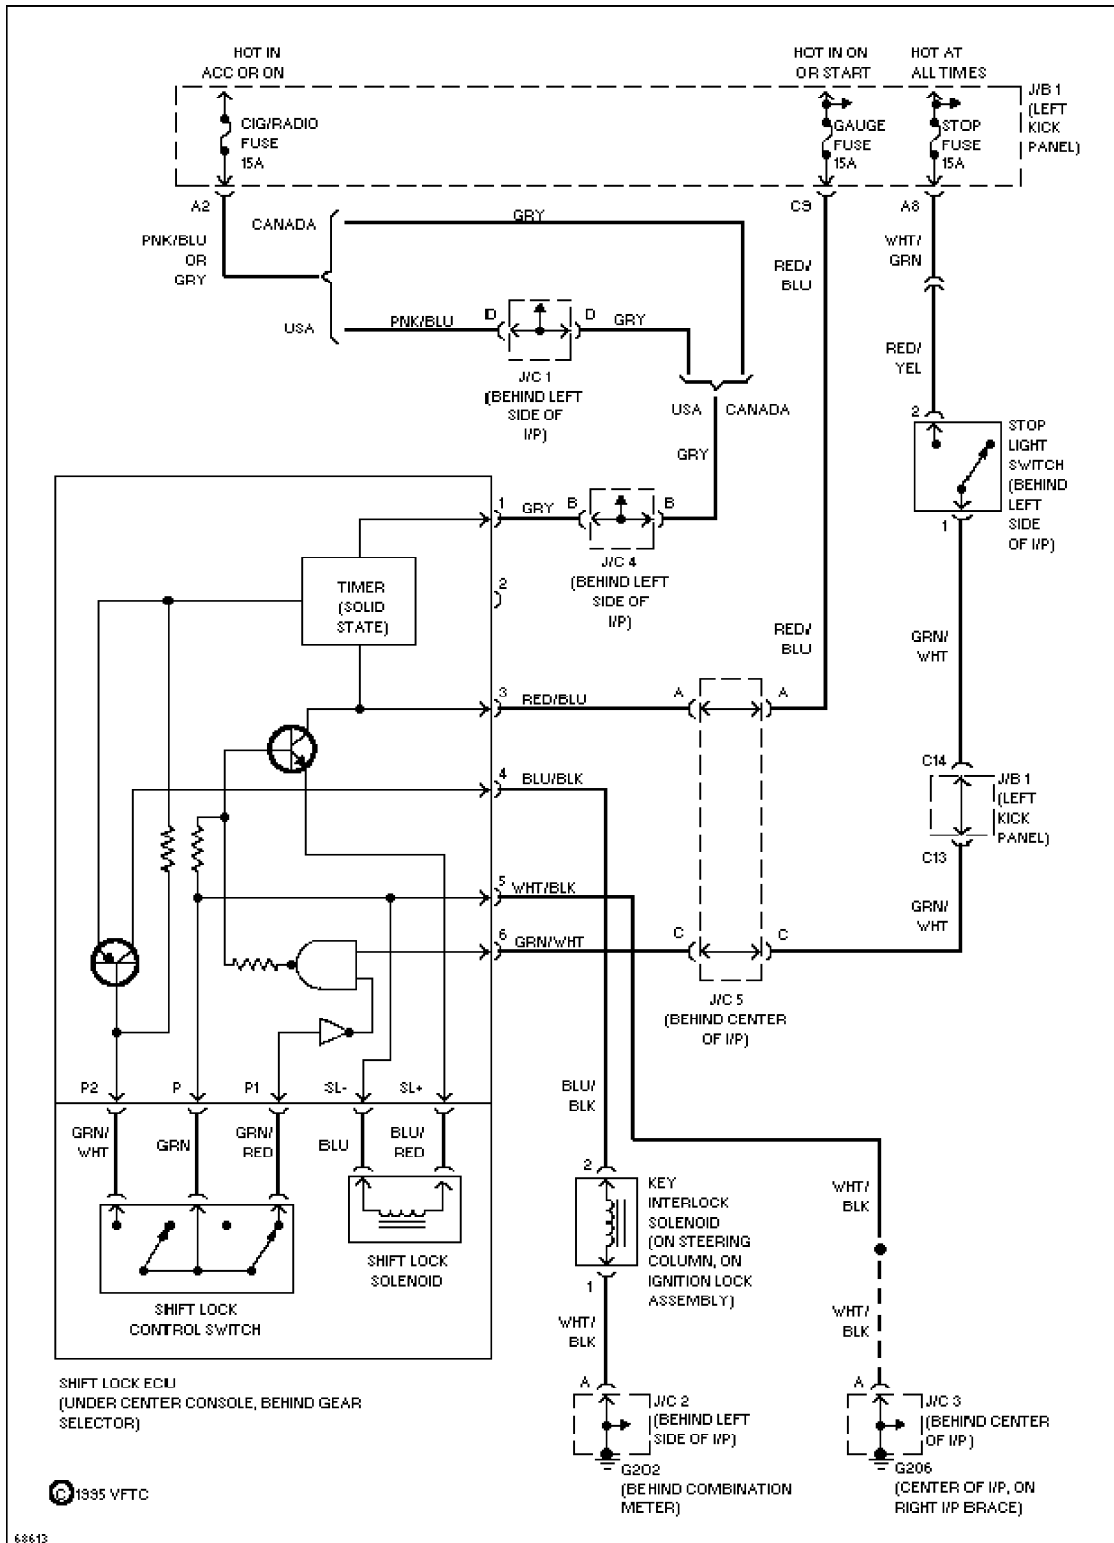 HOT IN
ACC OR ON
HOT IN ON
OR START
HOT AT
ALL TIMES
J/B 1
(LEFT
KICK
PANEL)
CIG/RADIO
FUSE
15A
GAUGE
FUSE
15A
STOP
FUSE
15A
A2
C9
A8
PNK/BLU
OR
GRY
CANADA
GRY
RED/
BLU
WHT/
GRN
USA
PNK/BLU
ID
D
GRY
RED/
YEL
J/C 1
(BEHIND LEFT
SIDE OF
I/P)
USA
CANADA
GRY
2
STOP
LIGHT
SWITCH
(BEHIND
LEFT
SIDE
OF I/P)
1
1
GRY
B
B
J/C 4
(BEHIND LEFT
SIDE OF
I/P)
TIMER
(SOLID
STATE)
2
RED/
BLU
GRN/
WHT
3
RED/BLU
A
A
4
BLU/BLK
C14
J/B 1
(LEFT
KICK
PANEL)
C13
5
WHT/BLK
GRN/
WHT
6
GRN/WHT
C
C
J/C 5
(BEHIND CENTER
OF I/P)
P2
P
P1
SL-
SL+
BLU/
BLK
GRN/
WHT
GRN
GRN/
RED
BLU
BLU/
RED
2
KEY
INTERLOCK
SOLENOID
(ON STEERING
COLUMN, ON
IGNITION LOCK
ASSEMBLY)
1
WHT/
BLK
SHIFT LOCK
SOLENOID
SHIFT LOCK
CONTROL SWITCH
WHT/
BLK
WHT/
BLK
SHIFT LOCK ECU
(UNDER CENTER CONSOLE, BEHIND GEAR
SELECTOR)
A
J/C 2
(BEHIND LEFT
SIDE OF I/P)
A
J/C 3
(BEHIND CENTER
OF I/P)
G202
(BEHIND COMBINATION
METER)
G206
(CENTER OF I/P, ON
RIGHT I/P BRACE)
© 1995 VFTC
68613